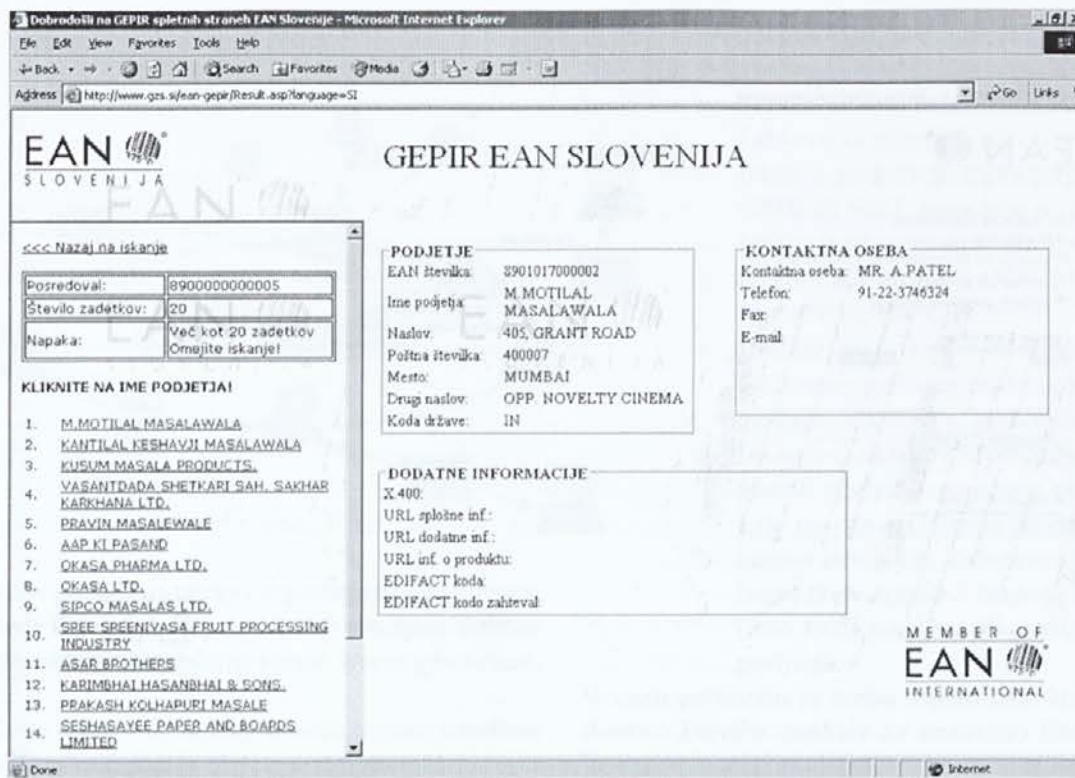 Dobrodošli na GEPIR spletnih straneh EAN Slovenije - Microsoft Internet Explorer
File Edit View Favorites Tools Help
Back Search Favorites Media
Address http://www.gzs.si/ean-gepir/Result.asp?language=SI Go Links
EAN
SLOVENIJA
GEPIR EAN SLOVENIJA
<<< Nazaj na iskanje
Posredoval: 8900000000005
Število zadetkov: 20
Napaka: Več kot 20 zadetkov
Omejite iskanje!
KLIKNITE NA IME PODJETJA!
1. M.MOTILAL MASALAWALA
2. KANTILAL KESHAVJI MASALAWALA
3. KUSUM MASALA PRODUCTS.
4. VASANTDADA SHETKARI SAH. SAKHAR
KARKHANA LTD.
5. PRAVIN MASALEWALE
6. AAP KI PASAND
7. OKASA PHARMA LTD.
8. OKASA LTD.
9. SIPCO MASALAS LTD.
10. SREE SREENIVASA FRUIT PROCESSING
INDUSTRY
11. ASAR BROTHERS
12. KARIMBHAI HASANBHAI & SONS.
13. PRAKASH KOLHAPURI MASALE
14. SESHASAYEE PAPER AND BOARDS
LIMITED
PODJETJE
EAN številka: 8901017000002
Ime podjetja: M.MOTILAL
MASALAWALA
Naslov: 405, GRANT ROAD
Poštna številka: 400007
Mesto: MUMBAI
Drugi naslov: OPP. NOVELTY CINEMA
Koda države: IN
KONTAKTNA OSEBA
Kontaktna oseba: MR. A.PATEL
Telefon: 91-22-3746324
Fax:
E-mail:
DODATNE INFORMACIJE
X.400:
URL splošne inf.:
URL dodatne inf.:
URL inf. o produktu:
EDIFACT koda:
EDIFACT kodo zahteval:
MEMBER OF
EAN
INTERNATIONAL
Done Internet